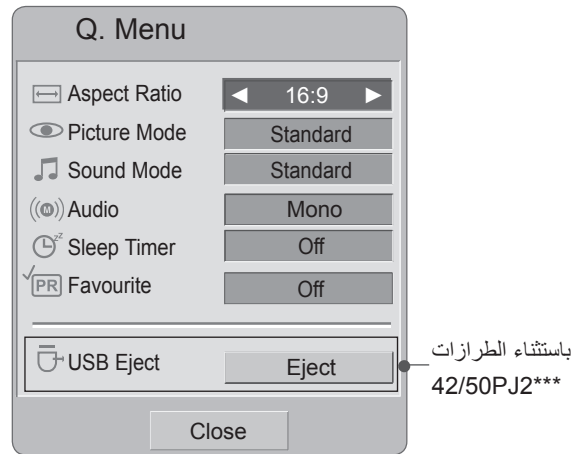 Q. Menu
Aspect Ratio ◄ 16:9 ►
Picture Mode Standard
Sound Mode Standard
Audio Mono
Sleep Timer Off
PR Favourite Off
USB Eject Eject
باستثناء الطرازات
42/50PJ2***
Close